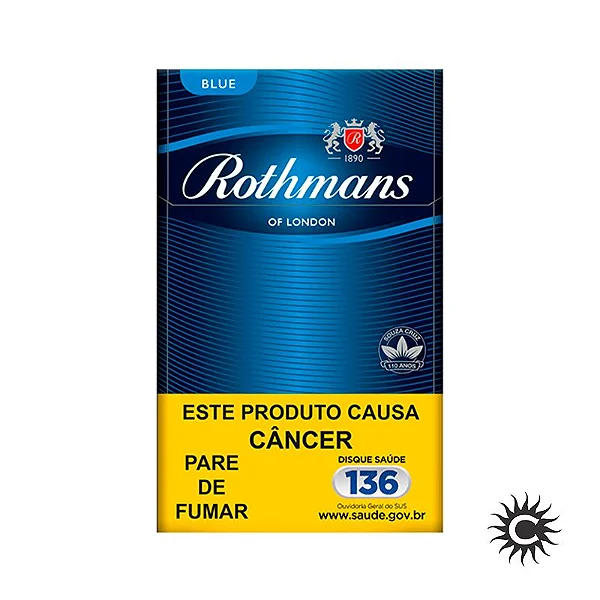 BLUE
R
1890
Rothmans
OF LONDON
SOUZA CRUZ
110 ANOS
ESTE PRODUTO CAUSA
CÂNCER
PARE
DE
FUMAR
DISQUE SAÚDE
136
Ouvidoria Geral do SUS
www.saude.gov.br
C